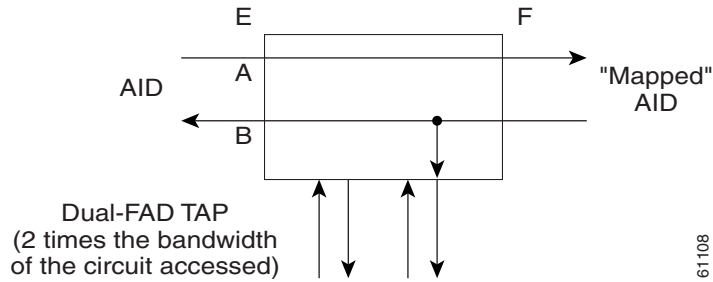 E
F
A
AID
"Mapped"
AID
B
Dual-FAD TAP
(2 times the bandwidth
of the circuit accessed)
61108